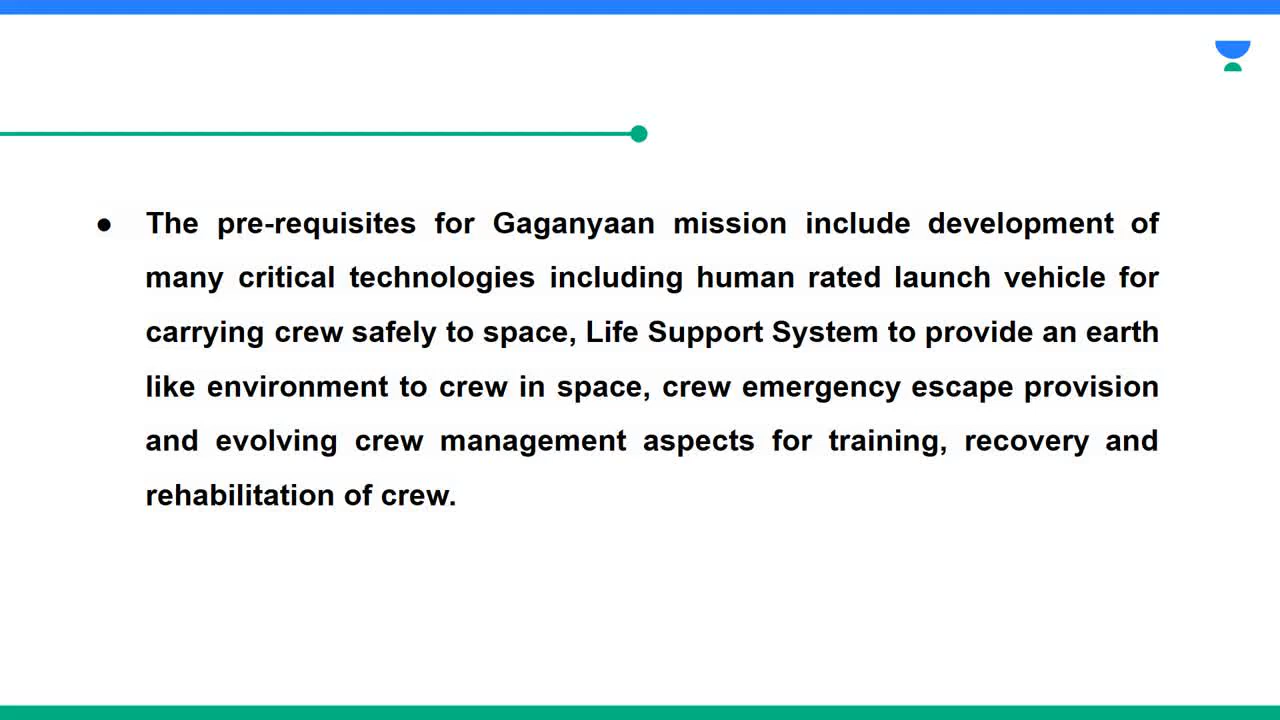 ● The pre-requisites for Gaganyaan mission include development of
many critical technologies including human rated launch vehicle for
carrying crew safely to space, Life Support System to provide an earth
like environment to crew in space, crew emergency escape provision
and evolving crew management aspects for training, recovery and
rehabilitation of crew.